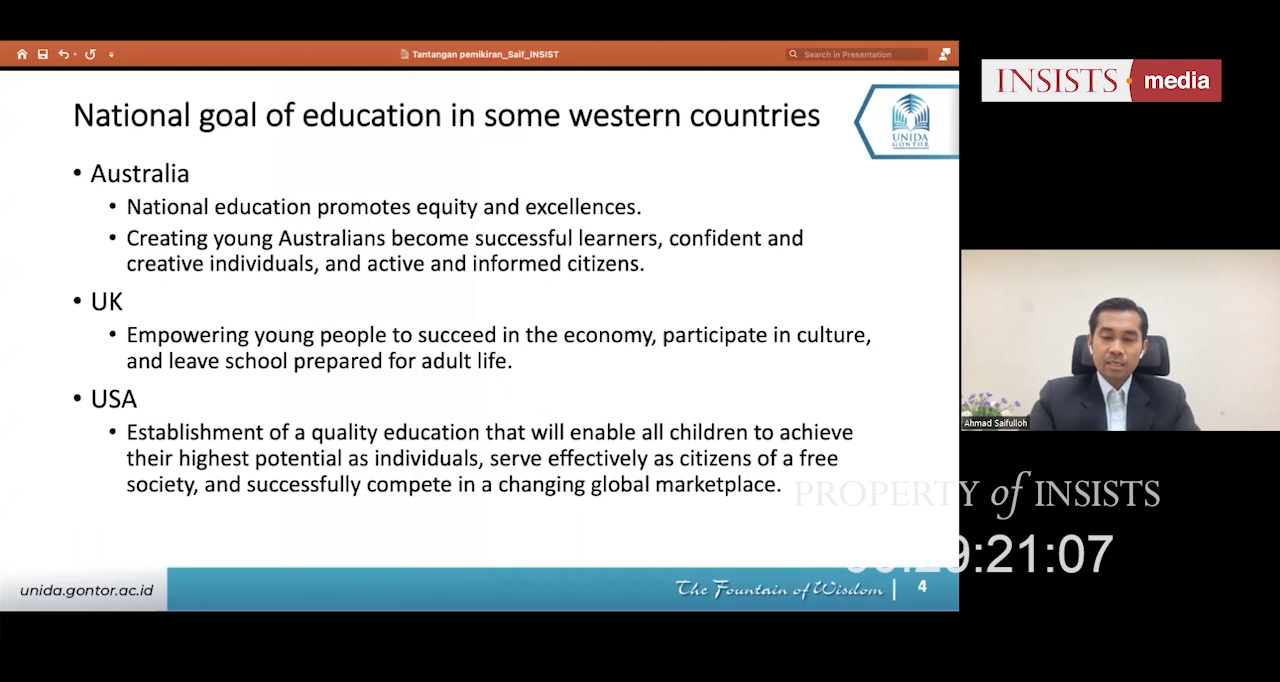 Tantangan pemikiran_Saif_INSIST
Search in Presentation
INSISTS media
National goal of education in some western countries
UNIDA
GONTOR
• Australia
• National education promotes equity and excellences.
• Creating young Australians become successful learners, confident and
creative individuals, and active and informed citizens.
• UK
• Empowering young people to succeed in the economy, participate in culture,
and leave school prepared for adult life.
• USA
• Establishment of a quality education that will enable all children to achieve
their highest potential as individuals, serve effectively as citizens of a free
society, and successfully compete in a changing global marketplace.
Ahmad Saifulloh
PROPERTY of INSISTS
:29:21:07
unida.gontor.ac.id
The Fountain of Wisdom | 4